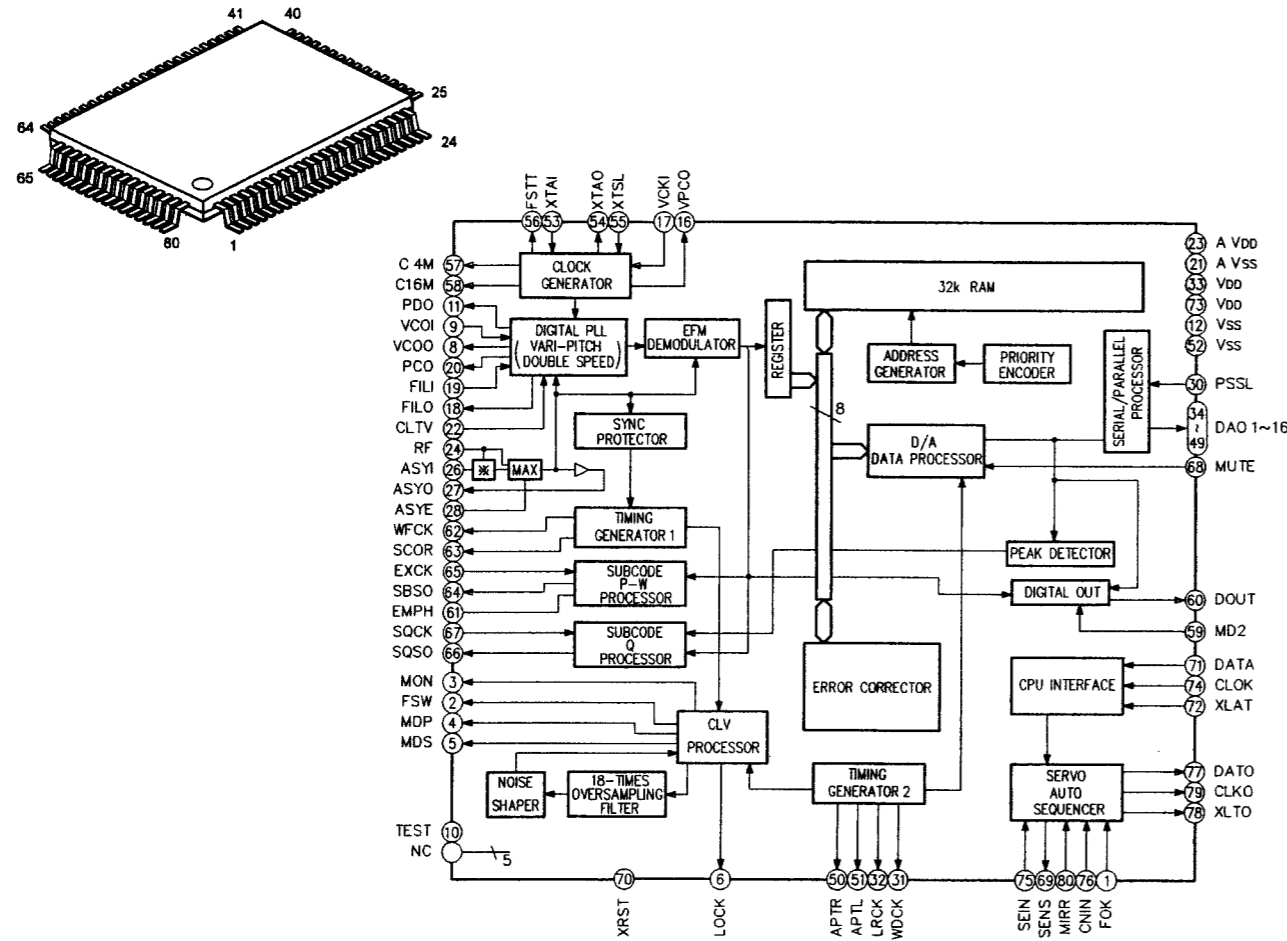 41
40
25
24
64
65
80
1
FSTT
XTAI
XTAO
XTSL
VCKI
VPCO
56
53
54
55
17
16
C 4M 57
C16M 58
PDO 11
VCOI 9
VCOO 8
PCO 20
FILI 19
FILO 18
CLTV 22
RF 24
ASYI 26
ASYO 27
ASYE 28
WFCK 62
SCOR 63
EXCK 65
SBSO 64
EMPH 61
SQCK 67
SQSO 66
MON 3
FSW 2
MDP 4
MDS 5
TEST 10
NC
5
CLOCK
GENERATOR
DIGITAL PLL
VARI-PITCH
( DOUBLE SPEED )
EFM
DEMODULATOR
REGISTER
SYNC
PROTECTOR
※
MAX
TIMING
GENERATOR 1
SUBCODE
P-W
PROCESSOR
SUBCODE
Q
PROCESSOR
CLV
PROCESSOR
NOISE
SHAPER
18-TIMES
OVERSAMPLING
FILTER
32k RAM
ADDRESS
GENERATOR
PRIORITY
ENCODER
8
D/A
DATA PROCESSOR
SERIAL/PARALLEL
PROCESSOR
PEAK DETECTOR
DIGITAL OUT
ERROR CORRECTOR
CPU INTERFACE
TIMING
GENERATOR 2
SERVO
AUTO
SEQUENCER
23 A VDD
21 A VSS
33 VDD
73 VDD
12 VSS
52 VSS
30 PSSL
34
~
49
DAO 1~16
68 MUTE
60 DOUT
59 MD2
71 DATA
74 CLOK
72 XLAT
77 DATO
79 CLKO
78 XLTO
70
6
50
51
32
31
75
69
80
76
1
XRST
LOCK
APTR
APTL
LRCK
WDCK
SEIN
SENS
MIRR
CNIN
FOK